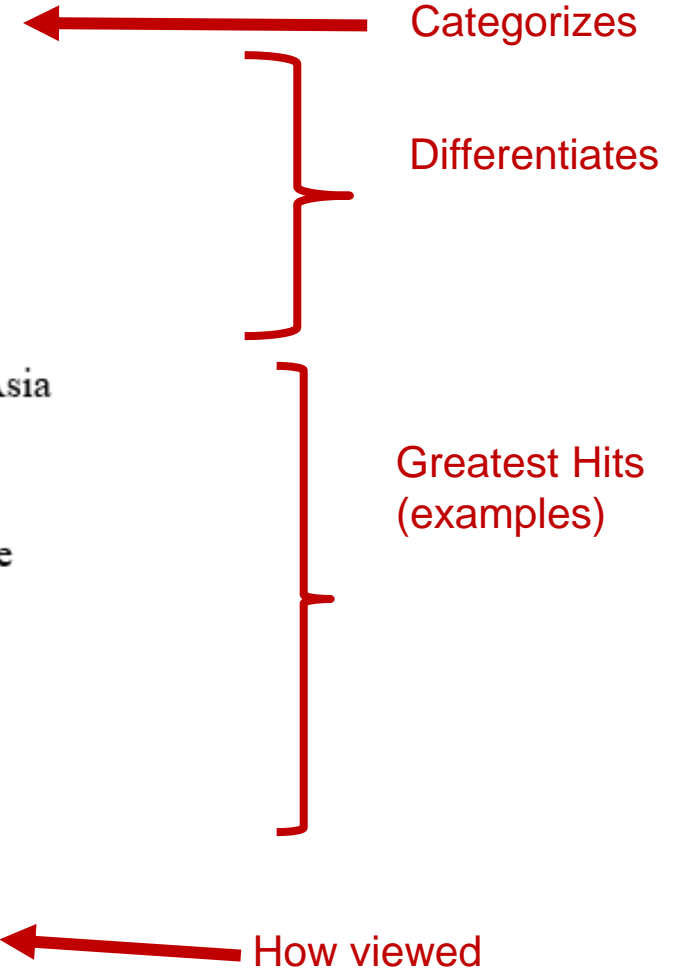 Categorizes
Differentiates
Greatest Hits
(examples)
How viewed